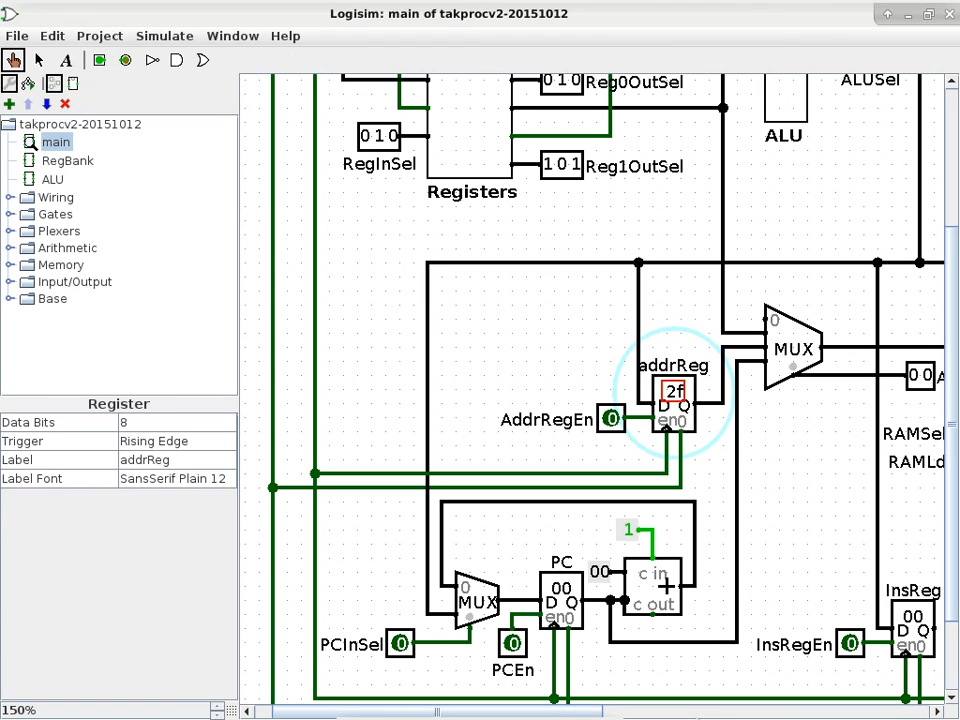 Logisim: main of takprocv2-20151012
File Edit Project Simulate Window Help
A
takprocv2-20151012
main
RegBank
ALU
Wiring
Gates
Plexers
Arithmetic
Memory
Input/Output
Base
Register
Data Bits 8
Trigger Rising Edge
Label addrReg
Label Font SansSerif Plain 12
150%
0 1 0 Reg0OutSel
ALUSel
ALU
0 1 0
RegInSel
1 0 1 Reg1OutSel
Registers
0
MUX
addrReg
2f
D Q
en0
AddrRegEn 0
0 0 A
RAMSe
RAMLd
1
PC
00
c in
+
c out
0
MUX
00
D Q
en0
PCInSel 0
0
PCEn
InsReg
00
D Q
en0
InsRegEn 0